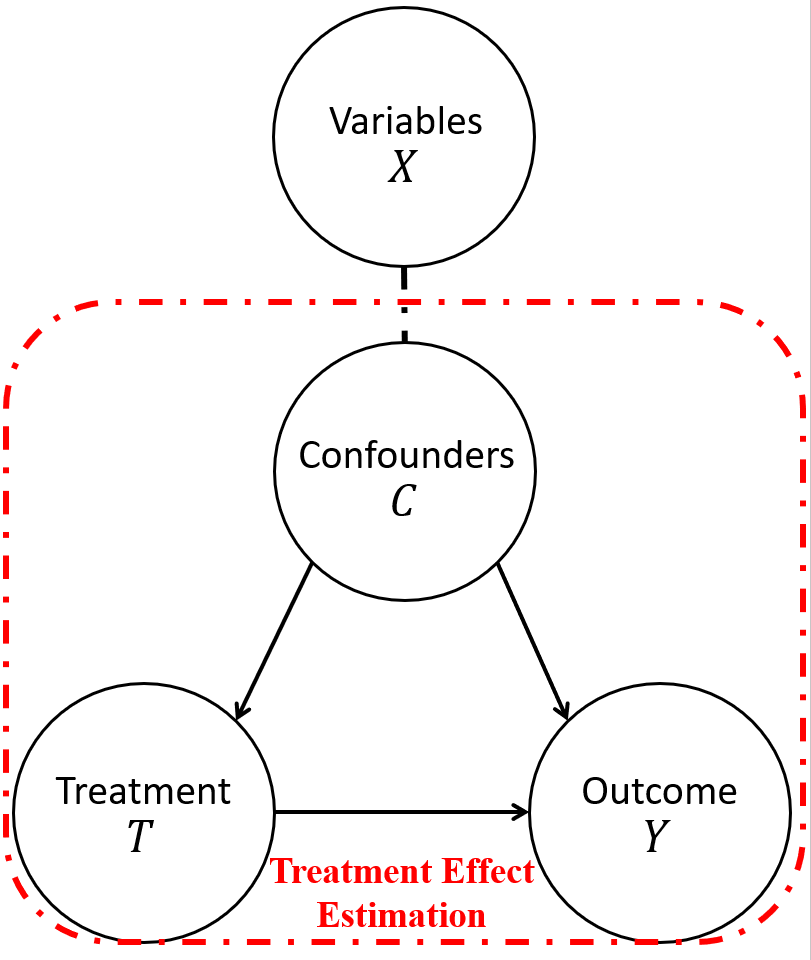 Variables
X
Confounders
C
Treatment
T
Outcome
Y
Treatment Effect
Estimation